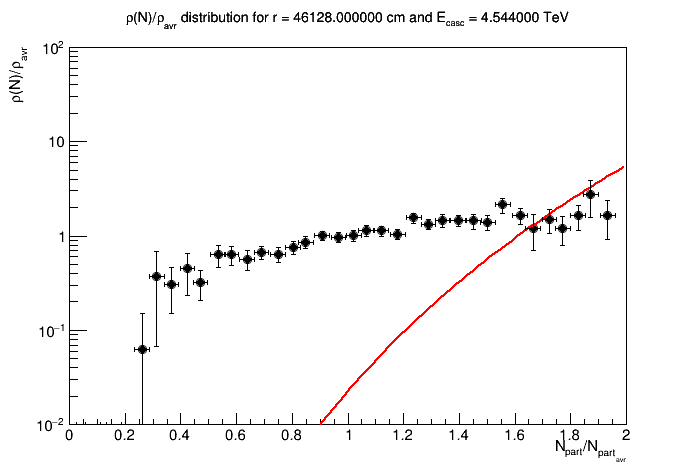 ρ(N)/ρavr distribution for r = 46128.000000 cm and Ecasc = 4.544000 TeV
ρ(N)/ρavr
10²
10
1
10⁻¹
10⁻²
0 0.2 0.4 0.6 0.8 1 1.2 1.4 1.6 1.8 2
Npart/Npartavr